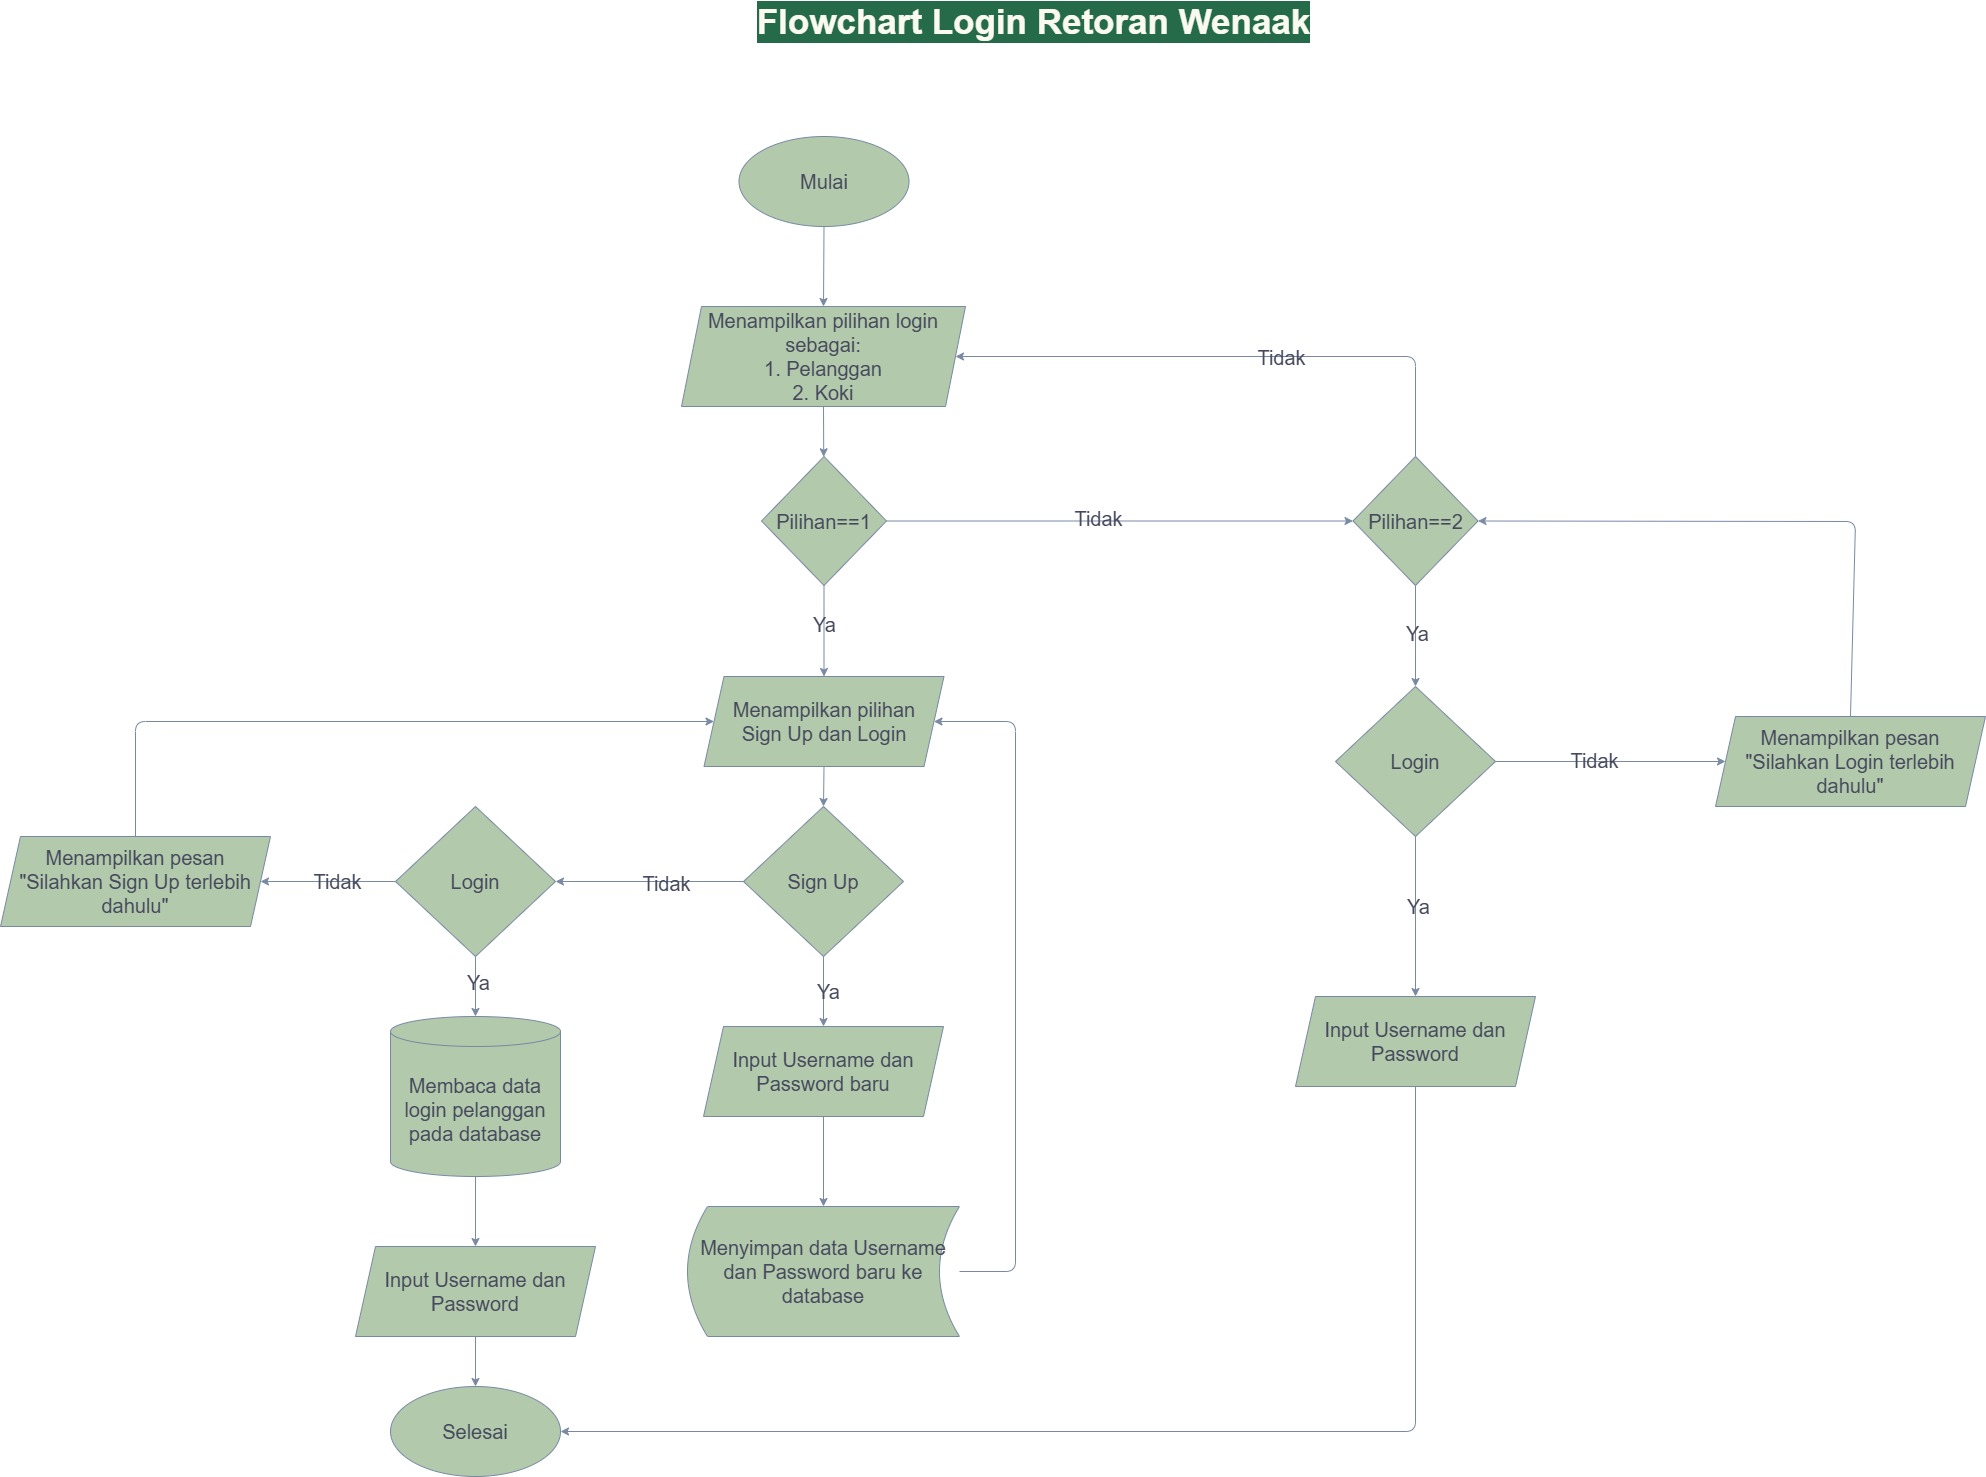 Flowchart Login Retoran Wenaak
Mulai
Menampilkan pilihan login
sebagai:
1. Pelanggan
2. Koki
Tidak
Pilihan==1
Tidak
Pilihan==2
Ya
Ya
Menampilkan pilihan
Sign Up dan Login
Login
Tidak
Menampilkan pesan
"Silahkan Login terlebih
dahulu"
Menampilkan pesan
"Silahkan Sign Up terlebih
dahulu"
Tidak
Login
Tidak
Sign Up
Ya
Ya
Ya
Membaca data
login pelanggan
pada database
Input Username dan
Password baru
Input Username dan
Password
Menyimpan data Username
dan Password baru ke
database
Input Username dan
Password
Selesai